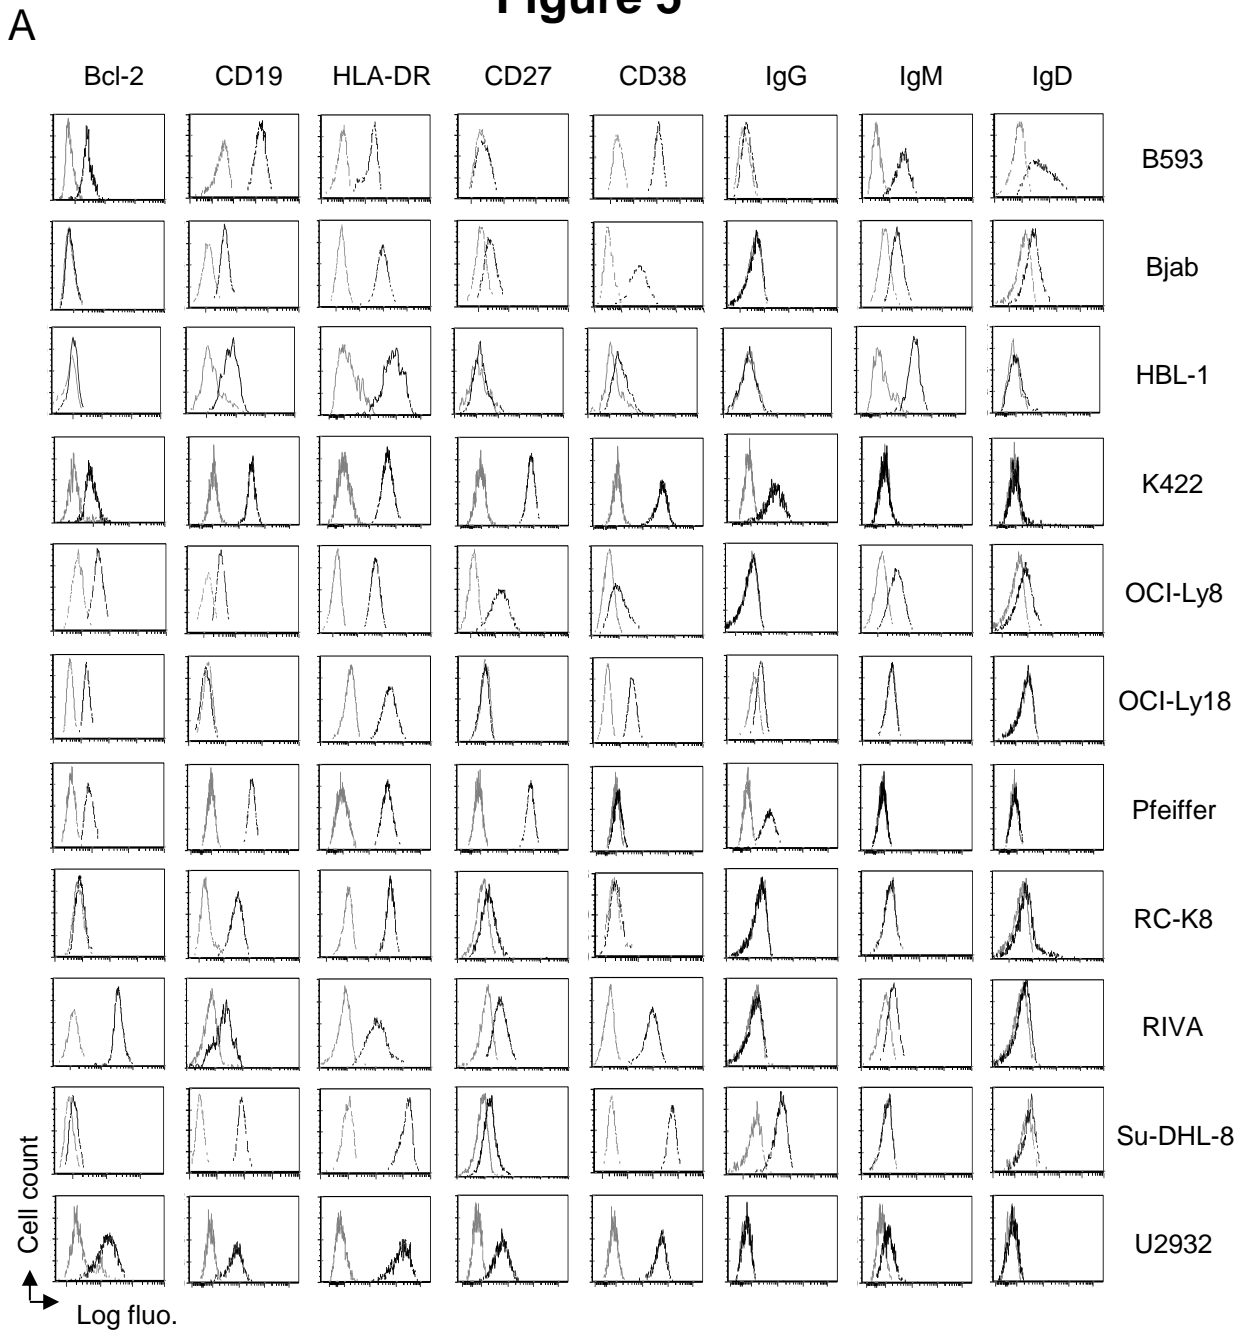 Figure 5
A
Bcl-2 CD19 HLA-DR CD27 CD38 IgG IgM IgD
B593
Bjab
HBL-1
K422
OCI-Ly8
OCI-Ly18
Pfeiffer
RC-K8
RIVA
Su-DHL-8
U2932
Cell count
Log fluo.